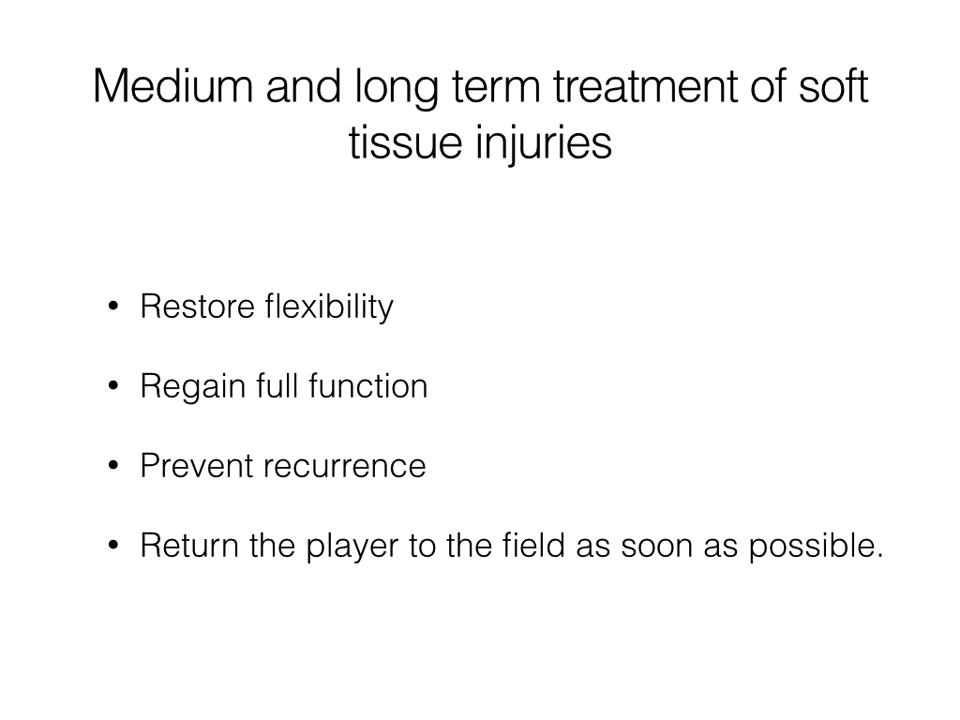 Medium and long term treatment of soft
tissue injuries
• Restore flexibility
• Regain full function
• Prevent recurrence
• Return the player to the field as soon as possible.